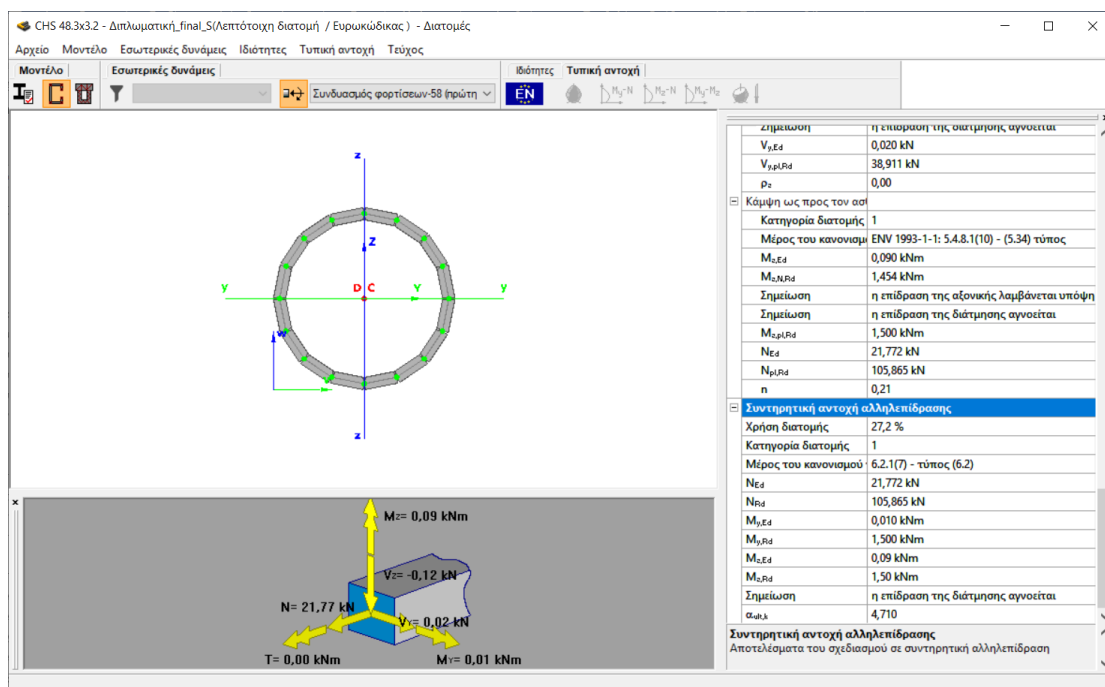 CHS 48.3x3.2 - Διπλωματική_final_S(Λεπτότοιχη διατομή / Ευρωκώδικας ) - Διατομές
Αρχείο Μοντέλο Εσωτερικές δυνάμεις Ιδιότητες Τυπική αντοχή Τεύχος
Μοντέλο Εσωτερικές δυνάμεις Ιδιότητες Τυπική αντοχή
Συνδυασμός φορτίσεων-58 (πρώτη EN My-N Mz-N My-Mz
z
Z
y D C Y y
w
z
Σημείωση η επίδραση της διάτμησης αγνοείται
Vy,Ed 0,020 kN
Vy,pl,Rd 38,911 kN
ρz 0,00
Κάμψη ως προς τον ασθ
Κατηγορία διατομής 1
Μέρος του κανονισμο ENV 1993-1-1: 5.4.8.1(10) - (5.34) τύπος
Mz,Ed 0,090 kNm
Mz,N,Rd 1,454 kNm
Σημείωση η επίδραση της αξονικής λαμβάνεται υπόψη
Σημείωση η επίδραση της διάτμησης αγνοείται
Mz,pl,Rd 1,500 kNm
NEd 21,772 kN
Npl,Rd 105,865 kN
n 0,21
Συντηρητική αντοχή αλληλεπίδρασης
Χρήση διατομής 27,2 %
Κατηγορία διατομής 1
Μέρος του κανονισμού 6.2.1(7) - τύπος (6.2)
NEd 21,772 kN
NRd 105,865 kN
My,Ed 0,010 kNm
My,Rd 1,500 kNm
Mz,Ed 0,09 kNm
Mz,Rd 1,50 kNm
Σημείωση η επίδραση της διάτμησης αγνοείται
αult,k 4,710
Συντηρητική αντοχή αλληλεπίδρασης
Αποτελέσματα του σχεδιασμού σε συντηρητική αλληλεπίδραση
Mz= 0,09 kNm
Vz= -0,12 kN
N= 21,77 kN
VY= 0,02 kN
T= 0,00 kNm
MY= 0,01 kNm